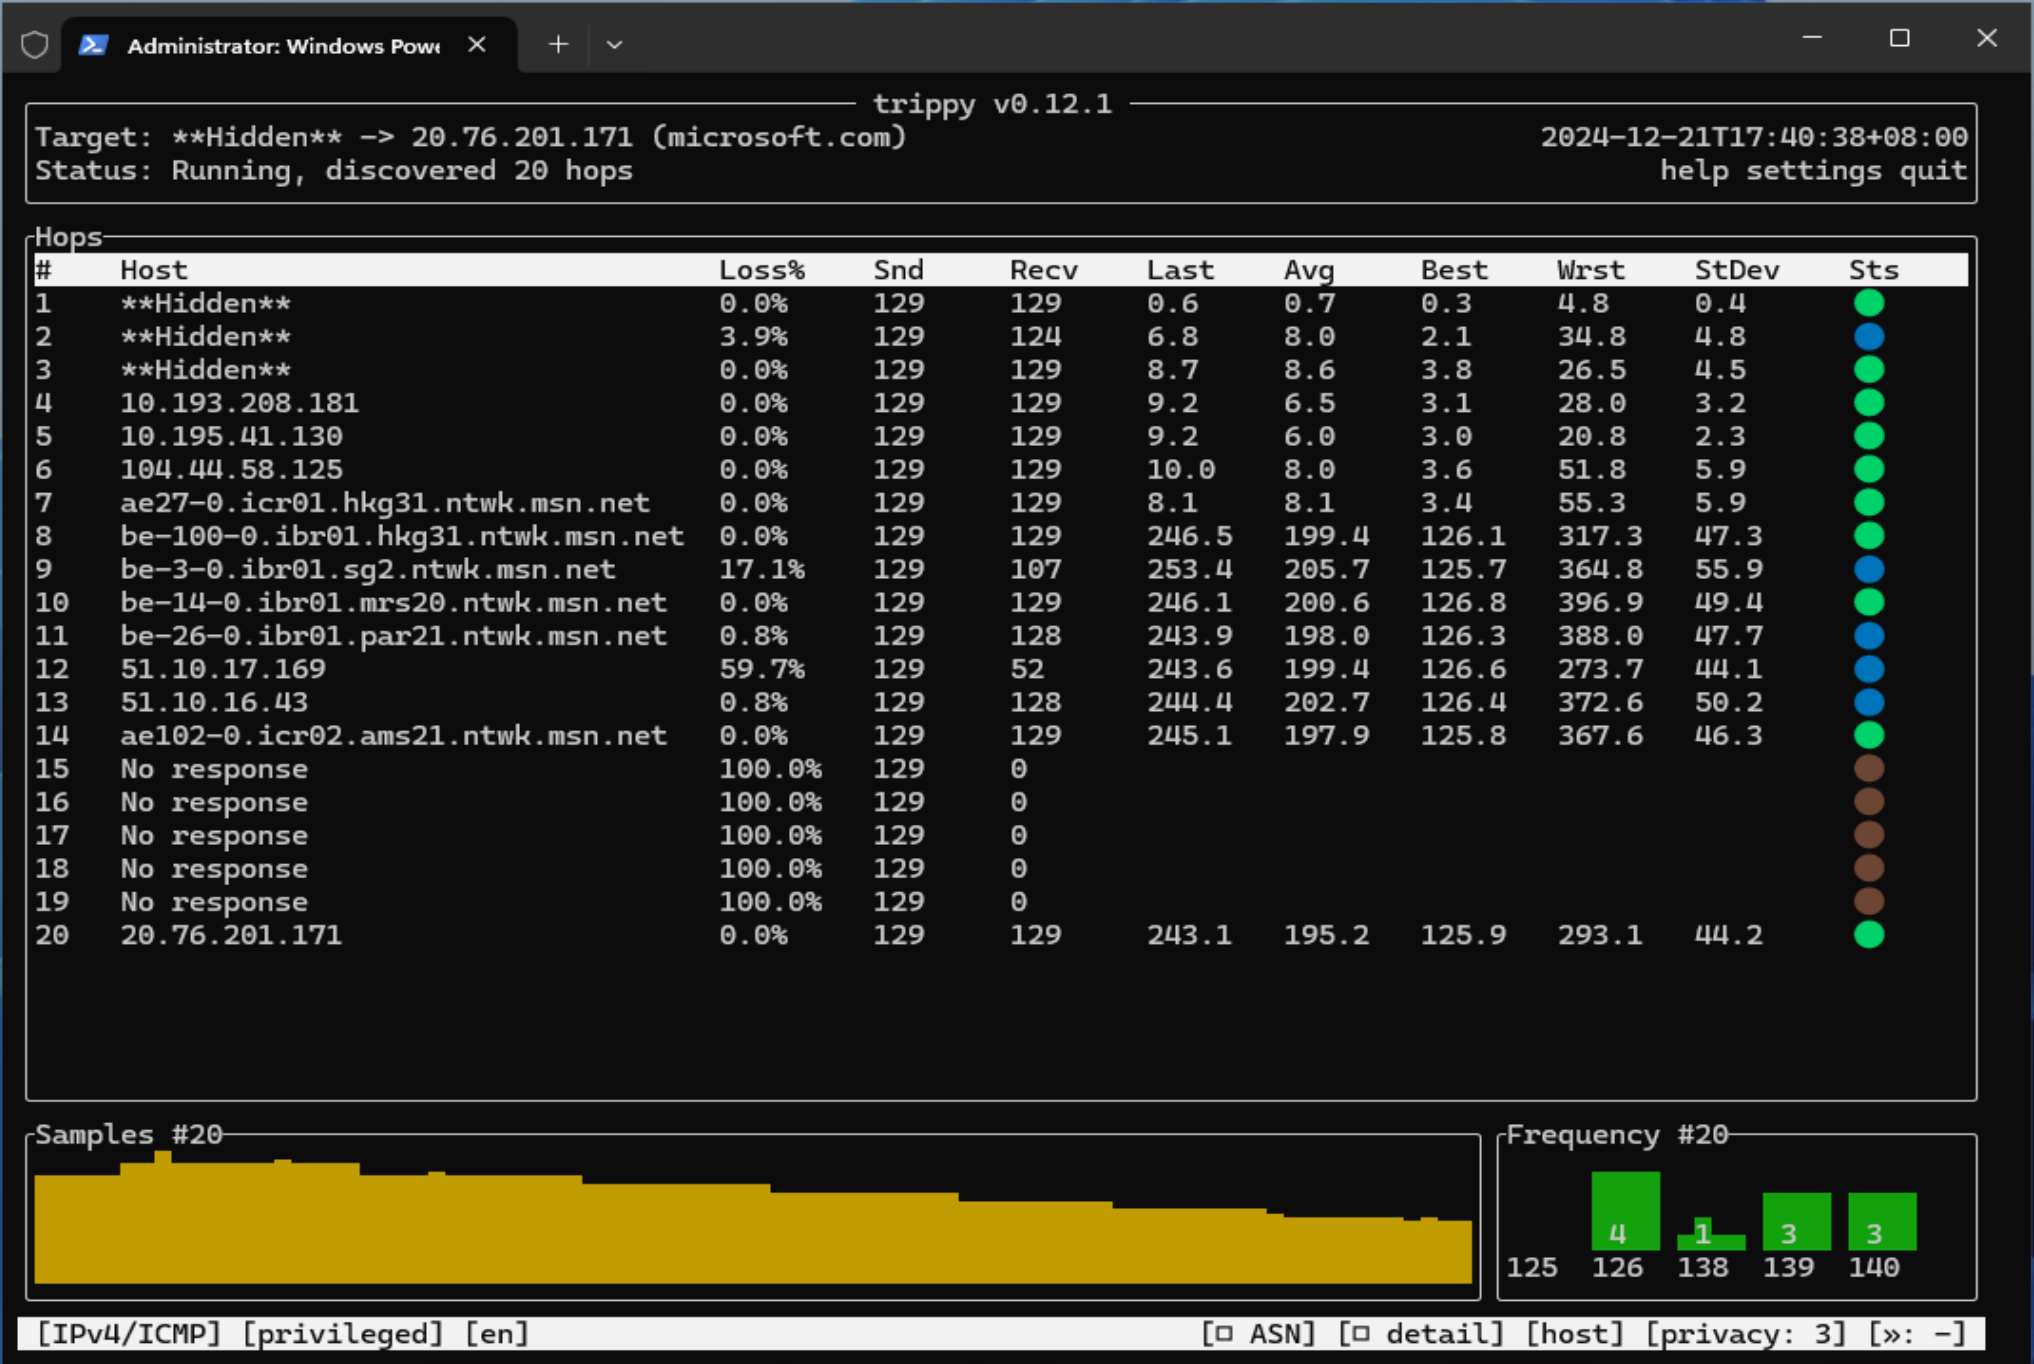 Administrator: Windows Powe
trippy v0.12.1
Target: **Hidden** -> 20.76.201.171 (microsoft.com) 2024-12-21T17:40:38+08:00
Status: Running, discovered 20 hops help settings quit
Hops
# Host Loss% Snd Recv Last Avg Best Wrst StDev Sts
1 **Hidden** 0.0% 129 129 0.6 0.7 0.3 4.8 0.4
2 **Hidden** 3.9% 129 124 6.8 8.0 2.1 34.8 4.8
3 **Hidden** 0.0% 129 129 8.7 8.6 3.8 26.5 4.5
4 10.193.208.181 0.0% 129 129 9.2 6.5 3.1 28.0 3.2
5 10.195.41.130 0.0% 129 129 9.2 6.0 3.0 20.8 2.3
6 104.44.58.125 0.0% 129 129 10.0 8.0 3.6 51.8 5.9
7 ae27-0.icr01.hkg31.ntwk.msn.net 0.0% 129 129 8.1 8.1 3.4 55.3 5.9
8 be-100-0.ibr01.hkg31.ntwk.msn.net 0.0% 129 129 246.5 199.4 126.1 317.3 47.3
9 be-3-0.ibr01.sg2.ntwk.msn.net 17.1% 129 107 253.4 205.7 125.7 364.8 55.9
10 be-14-0.ibr01.mrs20.ntwk.msn.net 0.0% 129 129 246.1 200.6 126.8 396.9 49.4
11 be-26-0.ibr01.par21.ntwk.msn.net 0.8% 129 128 243.9 198.0 126.3 388.0 47.7
12 51.10.17.169 59.7% 129 52 243.6 199.4 126.6 273.7 44.1
13 51.10.16.43 0.8% 129 128 244.4 202.7 126.4 372.6 50.2
14 ae102-0.icr02.ams21.ntwk.msn.net 0.0% 129 129 245.1 197.9 125.8 367.6 46.3
15 No response 100.0% 129 0
16 No response 100.0% 129 0
17 No response 100.0% 129 0
18 No response 100.0% 129 0
19 No response 100.0% 129 0
20 20.76.201.171 0.0% 129 129 243.1 195.2 125.9 293.1 44.2
Samples #20
Frequency #20
4 1 3 3
125 126 138 139 140
[IPv4/ICMP] [privileged] [en] [□ ASN] [□ detail] [host] [privacy: 3] [»: -]